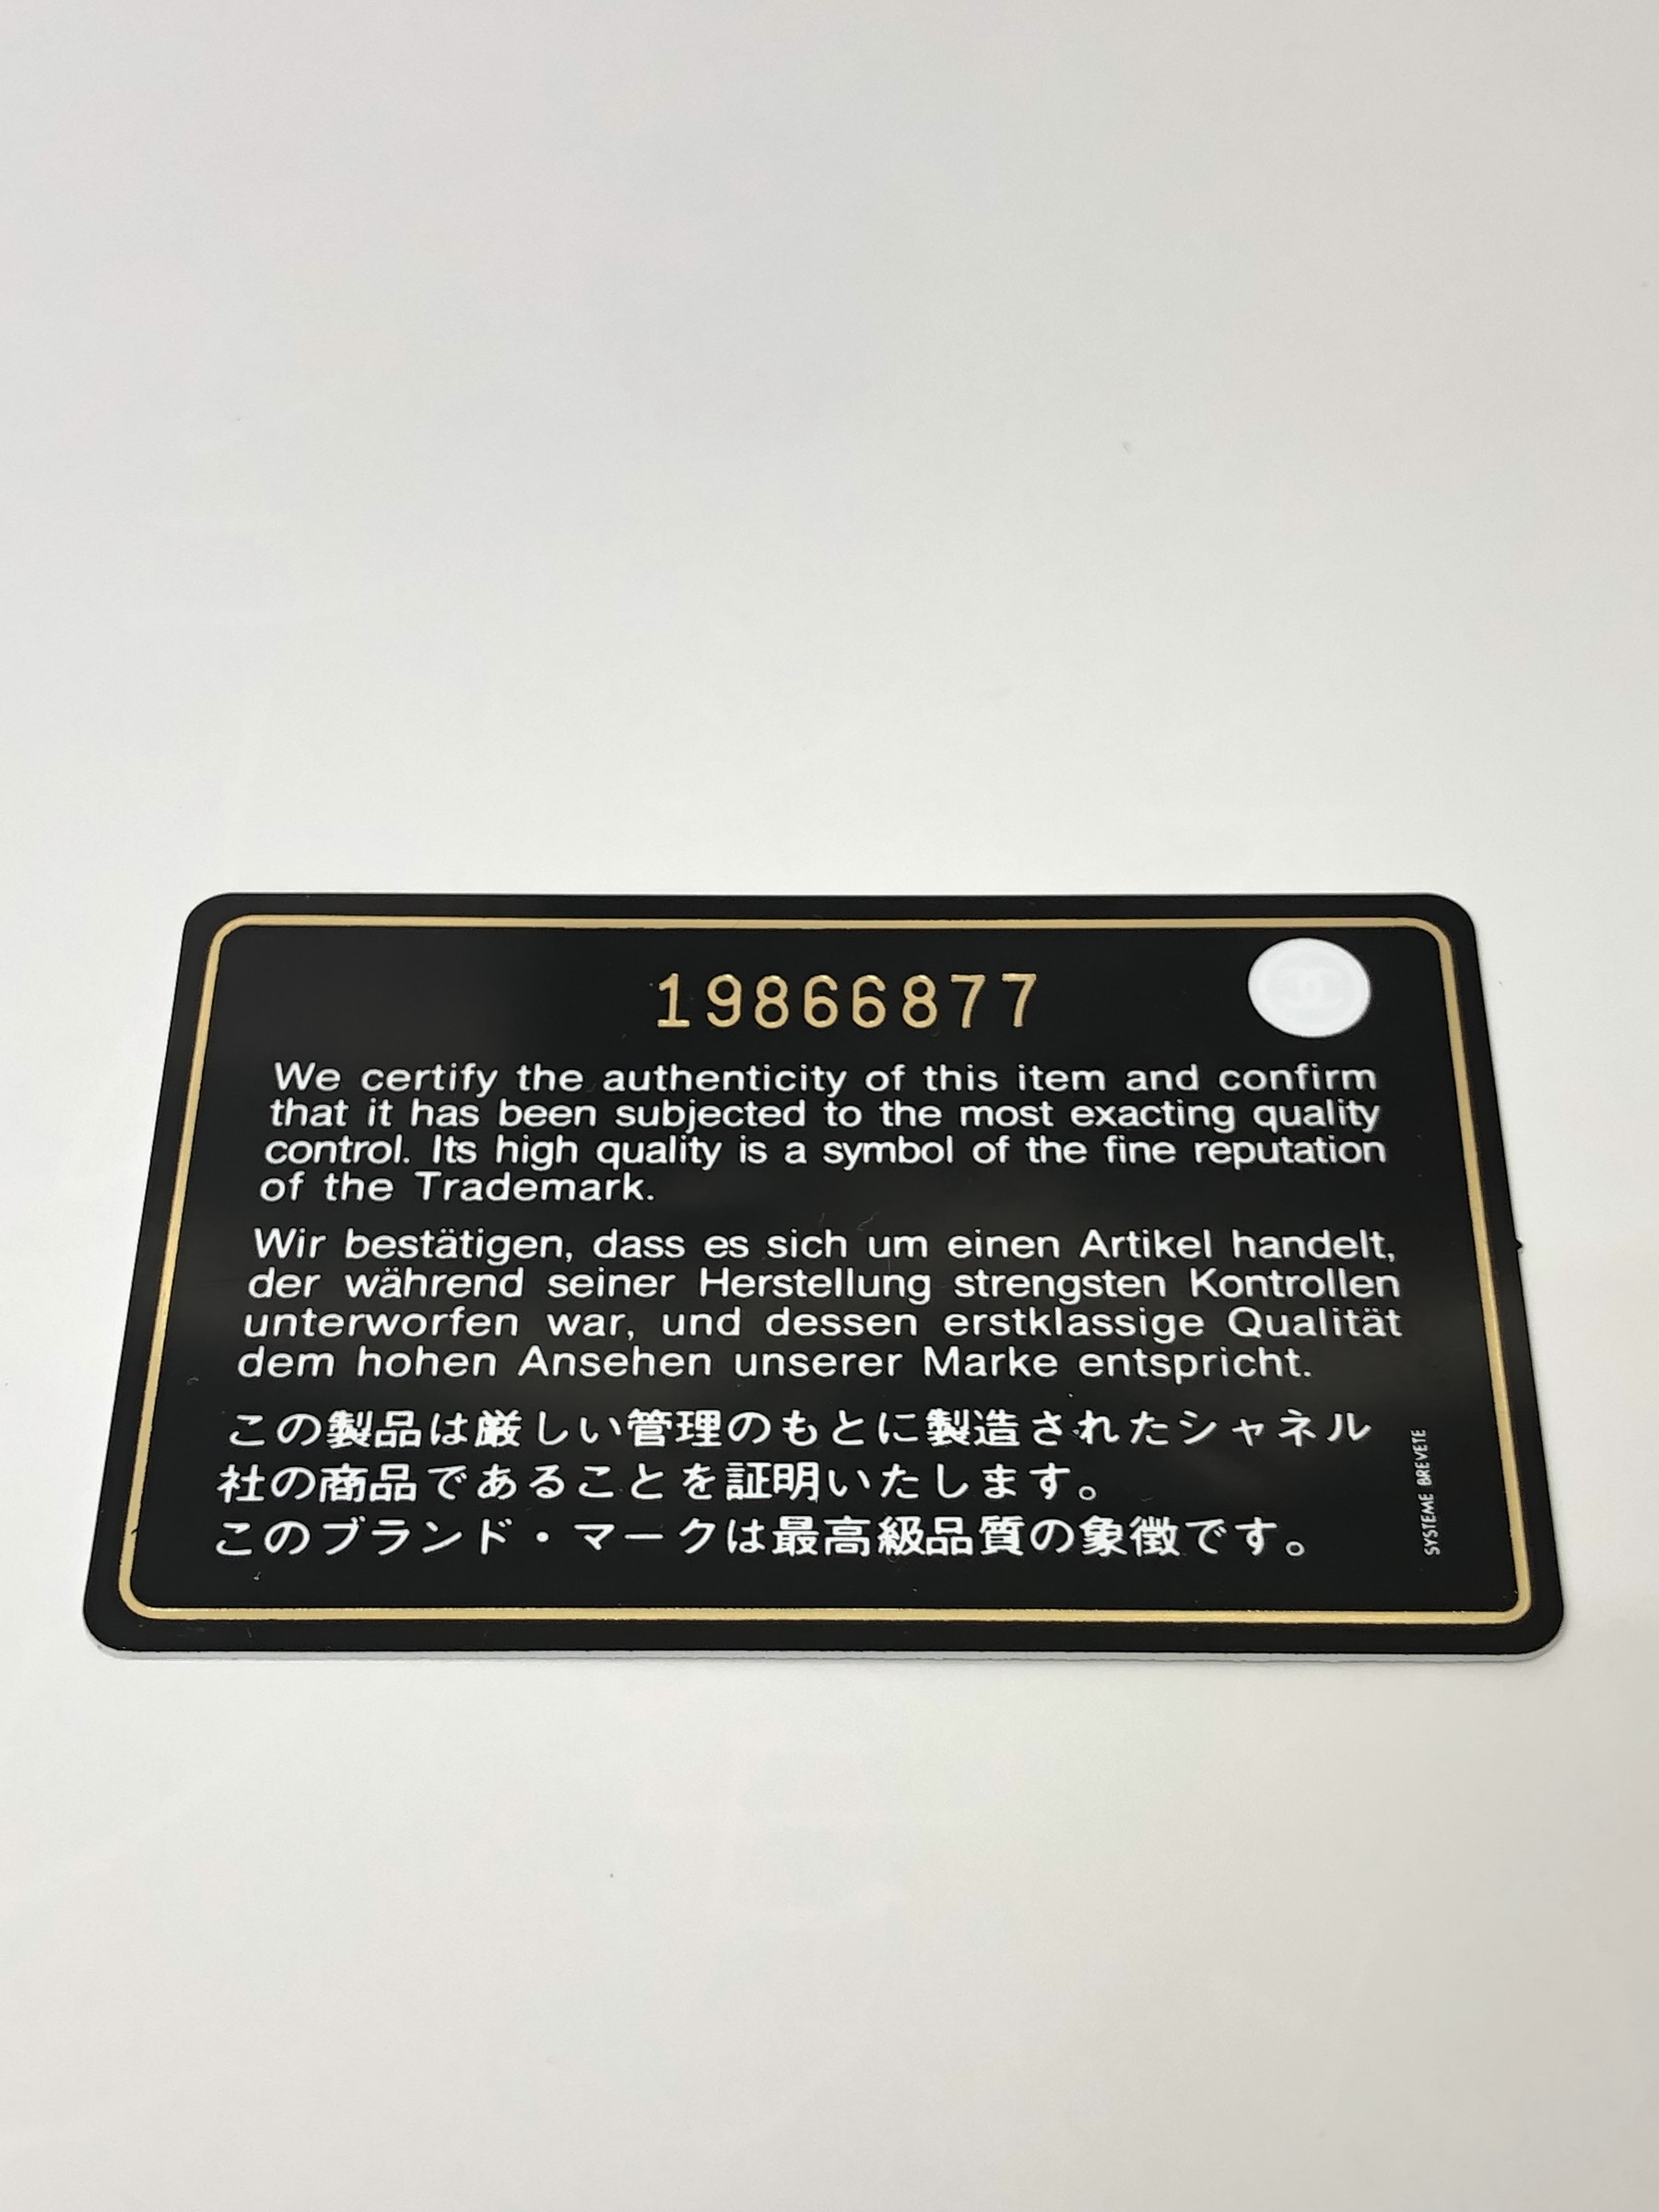 19866877
We certify the authenticity of this item and confirm
that it has been subjected to the most exacting quality
control. Its high quality is a symbol of the fine reputation
of the Trademark.
Wir bestätigen, dass es sich um einen Artikel handelt,
der während seiner Herstellung strengsten Kontrollen
unterworfen war, und dessen erstklassige Qualität
dem hohen Ansehen unserer Marke entspricht.
この製品は厳しい管理のもとに製造されたシャネル
社の商品であることを証明いたします。
このブランド・マークは最高級品質の象徴です。
SYSTEME BREVETE